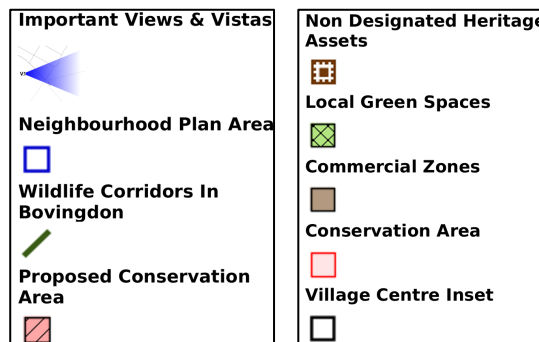 Important Views & Vistas
Neighbourhood Plan Area
Wildlife Corridors In
Bovingdon
Proposed Conservation
Area
Non Designated Heritage
Assets
Local Green Spaces
Commercial Zones
Conservation Area
Village Centre Inset